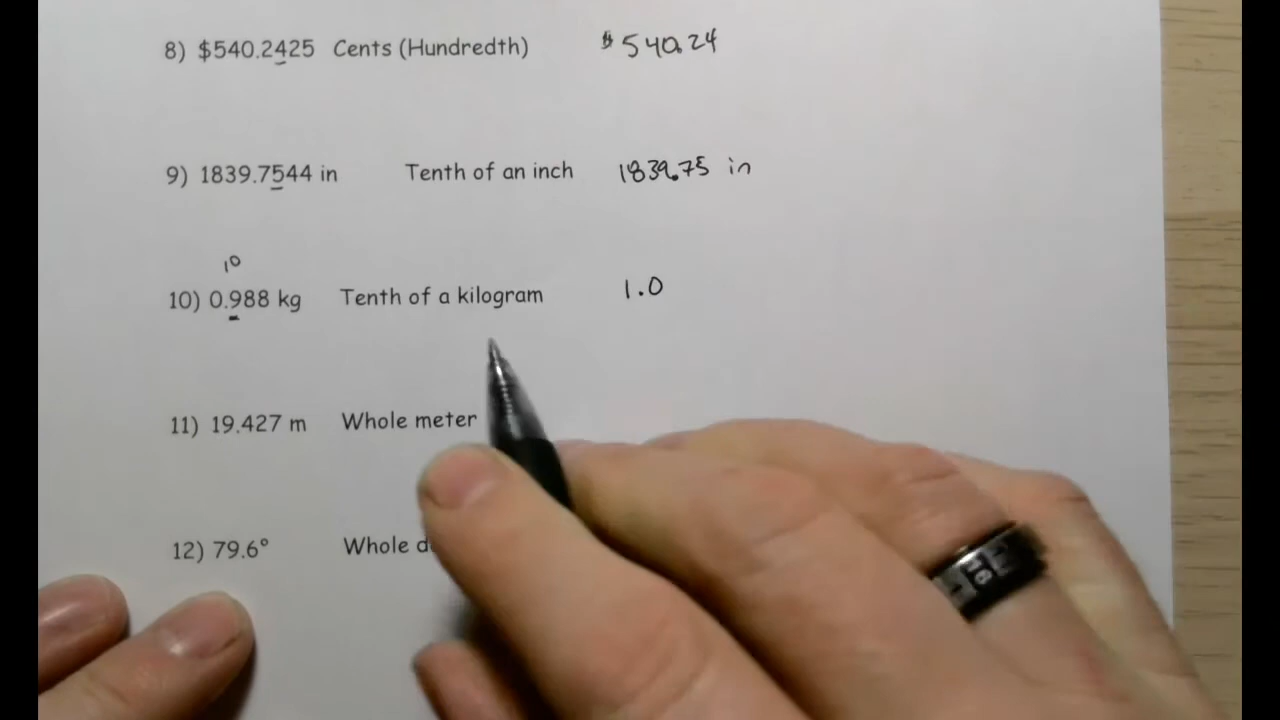 8) $540.2425 Cents (Hundredth) $540.24
9) 1839.7544 in Tenth of an inch 1839.75 in
10
10) 0.988 kg Tenth of a kilogram 1.0
11) 19.427 m Whole meter
12) 79.6° Whole